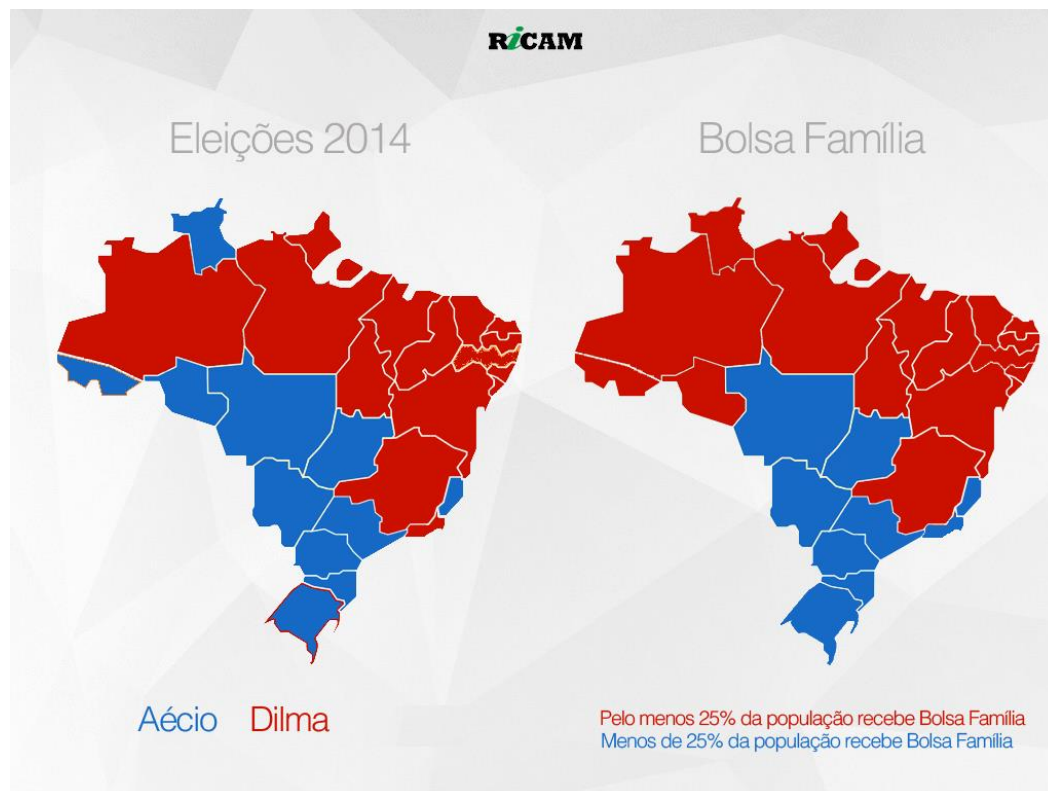 RiCAM
Eleições 2014
Bolsa Família
Aécio Dilma
Pelo menos 25% da população recebe Bolsa Família
Menos de 25% da população recebe Bolsa Família